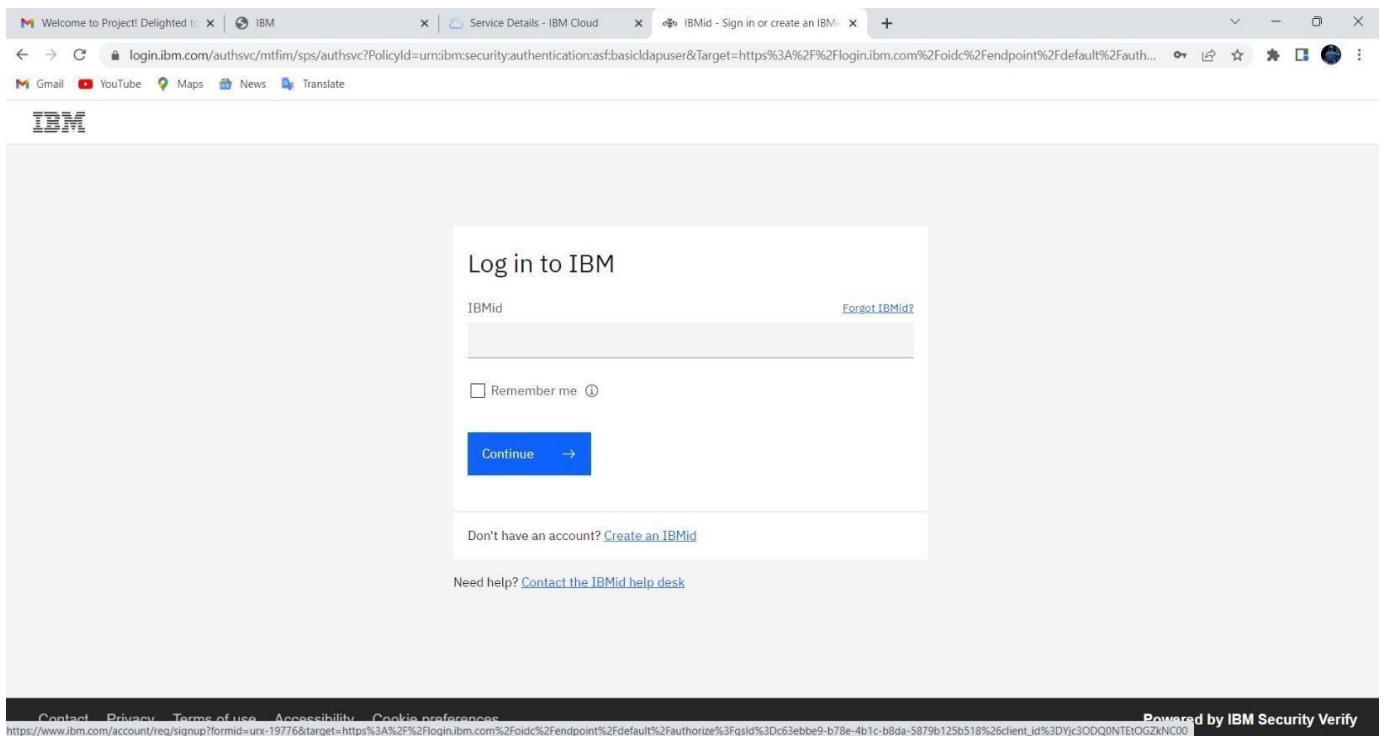 Welcome to Project! Delighted to
IBM
Service Details - IBM Cloud
IBMid - Sign in or create an IBMi
login.ibm.com/authsvc/mtfim/sps/authsvc?PolicyId=urn:ibm:security:authentication:asf:basicldapuser&Target=https%3A%2F%2Flogin.ibm.com%2Foidc%2Fendpoint%2Fdefault%2Fauth...
Gmail YouTube Maps News Translate
IBM
Log in to IBM
IBMid Forgot IBMid?
Remember me
Continue →
Don't have an account? Create an IBMid
Need help? Contact the IBMid help desk
Contact Privacy Terms of use Accessibility Cookie preferences Powered by IBM Security Verify
https://www.ibm.com/account/reg/signup?formid=urx-19776&target=https%3A%2F%2Flogin.ibm.com%2Foidc%2Fendpoint%2Fdefault%2Fauthorize%3FqsId%3Dc63ebbe9-b78e-4b1c-b8da-5879b125b518%26client_id%3DYjc3ODQ0NTEtOGZkNC00